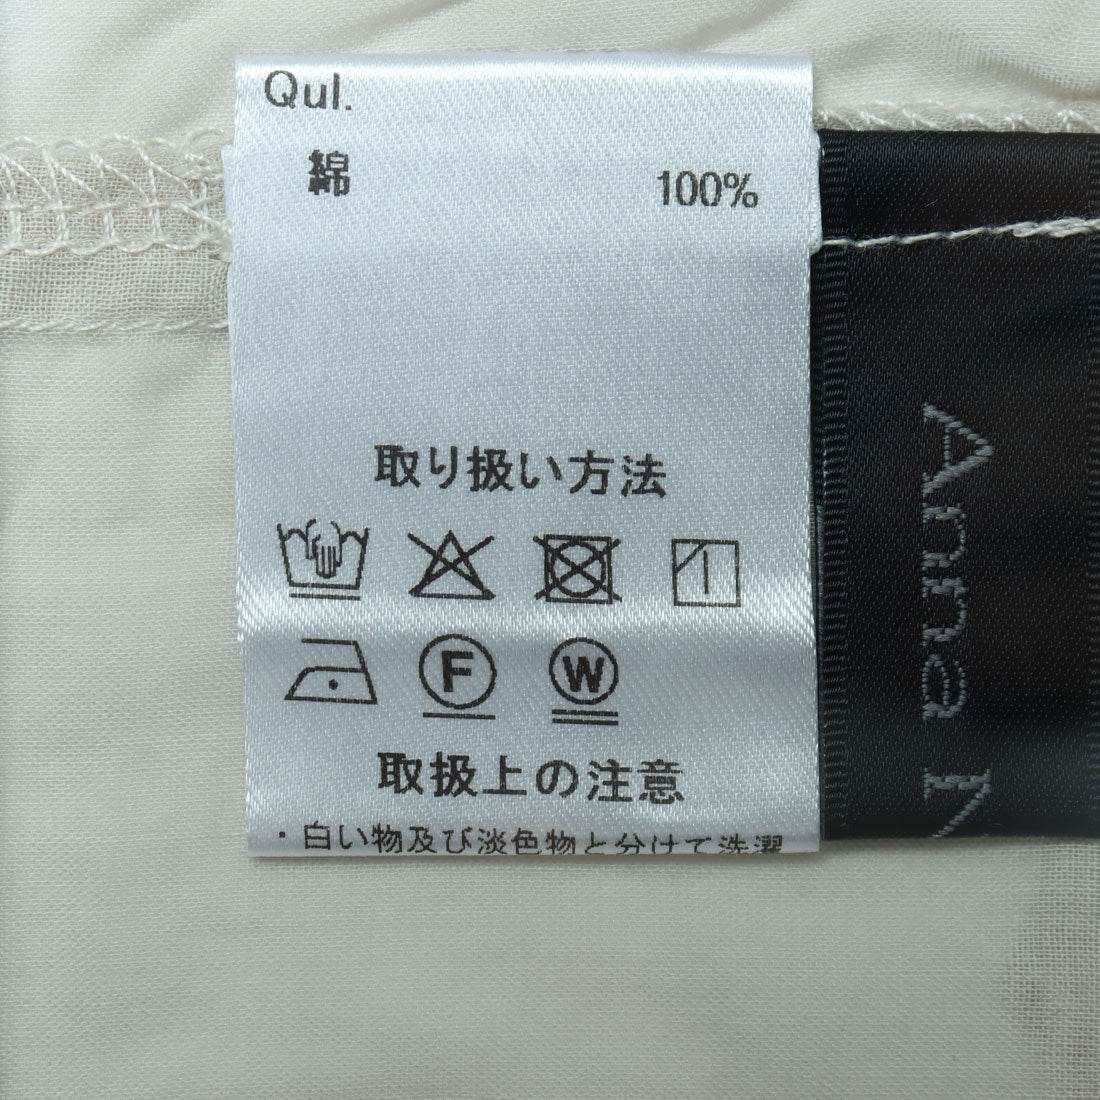 Qul.
綿 100%
取り扱い方法
F W
取扱上の注意
・白い物及び淡色物と分けて洗濯
Anna